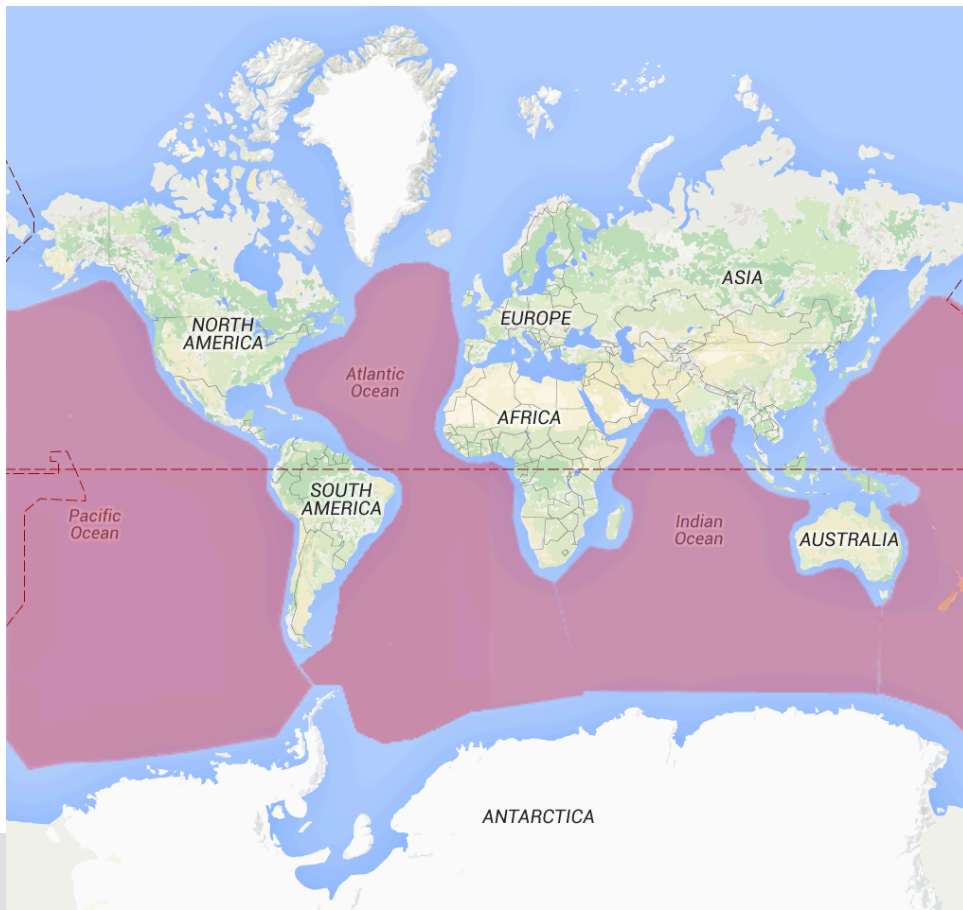 ASIA
EUROPE
NORTH
AMERICA
Atlantic
Ocean
AFRICA
SOUTH
AMERICA
Pacific
Ocean
Indian
Ocean
AUSTRALIA
ANTARCTICA